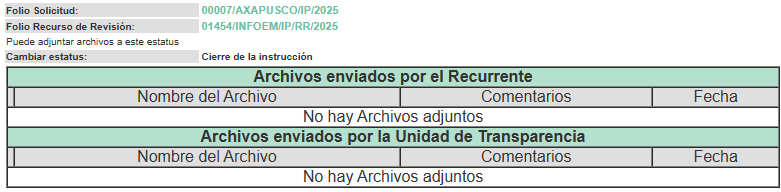 Folio Solicitud: 00007/AXAPUSCO/IP/2025
Folio Recurso de Revisión: 01454/INFOEM/IP/RR/2025
Puede adjuntar archivos a este estatus
Cambiar estatus: Cierre de la instrucción
Archivos enviados por el Recurrente
Nombre del Archivo Comentarios Fecha
No hay Archivos adjuntos
Archivos enviados por la Unidad de Transparencia
Nombre del Archivo Comentarios Fecha
No hay Archivos adjuntos